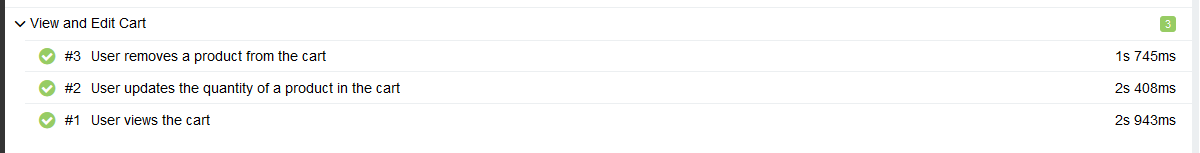 View and Edit Cart 3
#3 User removes a product from the cart 1s 745ms
#2 User updates the quantity of a product in the cart 2s 408ms
#1 User views the cart 2s 943ms